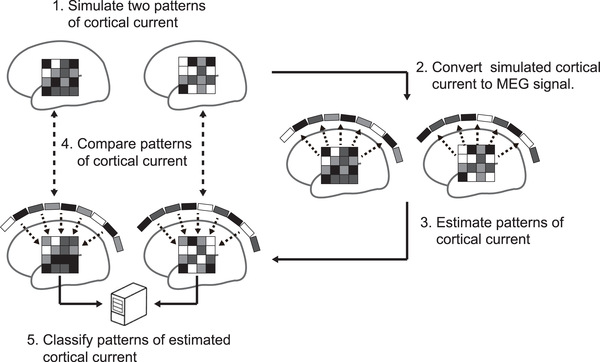 1. Simulate two patterns
of cortical current
2. Convert simulated cortical
current to MEG signal.
4. Compare patterns
of cortical current
3. Estimate patterns of
cortical current
5. Classify patterns of estimated
cortical current